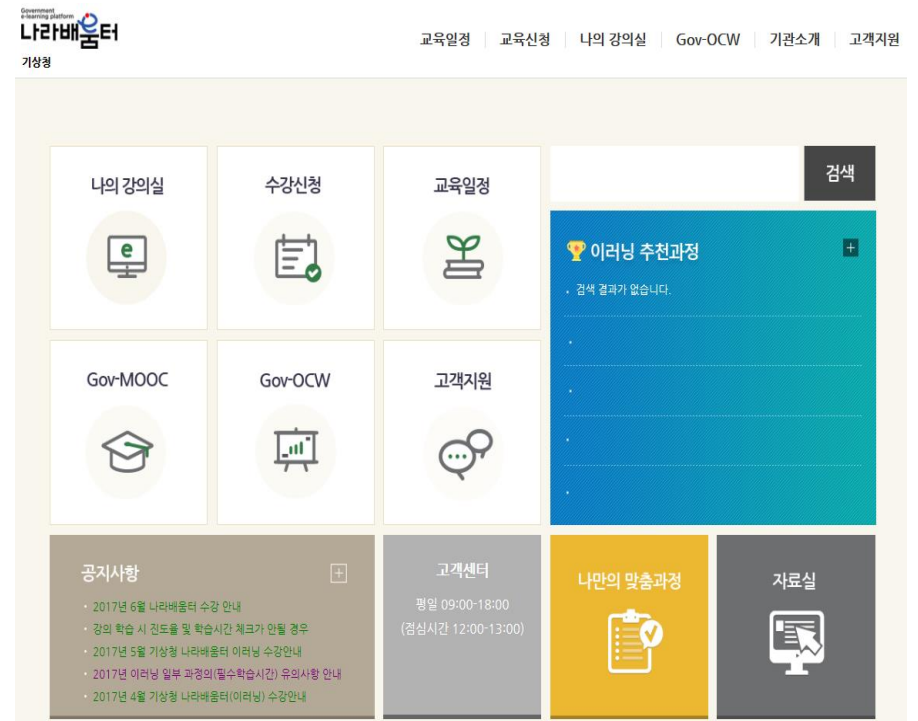 Government
e-learning platform
나라배움터
기상청
교육일정 교육신청 나의 강의실 Gov-OCW 기관소개 고객지원
나의 강의실
수강신청
교육일정
검색
e
이러닝 추천과정
+
검색 결과가 없습니다.
Gov-MOOC
Gov-OCW
고객지원
공지사항
+
2017년 6월 나라배움터 수강 안내
강의 학습 시 진도율 및 학습시간 체크가 안될 경우
2017년 5월 기상청 나라배움터 이러닝 수강안내
2017년 이러닝 일부 과정의(필수학습시간) 유의사항 안내
2017년 4월 기상청 나라배움터(이러닝) 수강안내
고객센터
평일 09:00-18:00
(점심시간 12:00-13:00)
나만의 맞춤과정
자료실